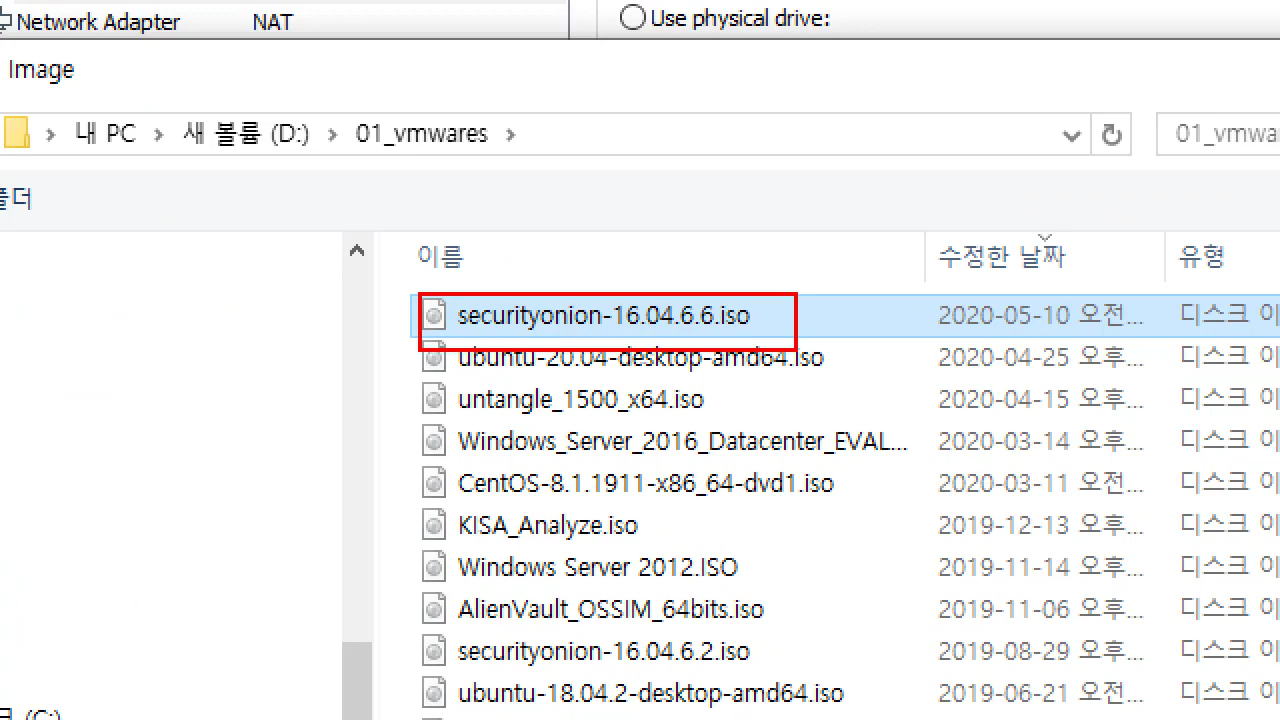 Network Adapter NAT Use physical drive:
Image
내 PC 새 볼륨 (D:) 01_vmwares 01_vmwa
폴더
이름 수정한 날짜 유형
securityonion-16.04.6.6.iso 2020-05-10 오전... 디스크 이
ubuntu-20.04-desktop-amd64.iso 2020-04-25 오후... 디스크 이
untangle_1500_x64.iso 2020-04-15 오후... 디스크 이
Windows_Server_2016_Datacenter_EVAL... 2020-03-14 오후... 디스크 이
CentOS-8.1.1911-x86_64-dvd1.iso 2020-03-11 오전... 디스크 이
KISA_Analyze.iso 2019-12-13 오후... 디스크 이
Windows Server 2012.ISO 2019-11-14 오후... 디스크 이
AlienVault_OSSIM_64bits.iso 2019-11-06 오후... 디스크 이
securityonion-16.04.6.2.iso 2019-08-29 오후... 디스크 이
ubuntu-18.04.2-desktop-amd64.iso 2019-06-21 오전... 디스크 이
(C:)